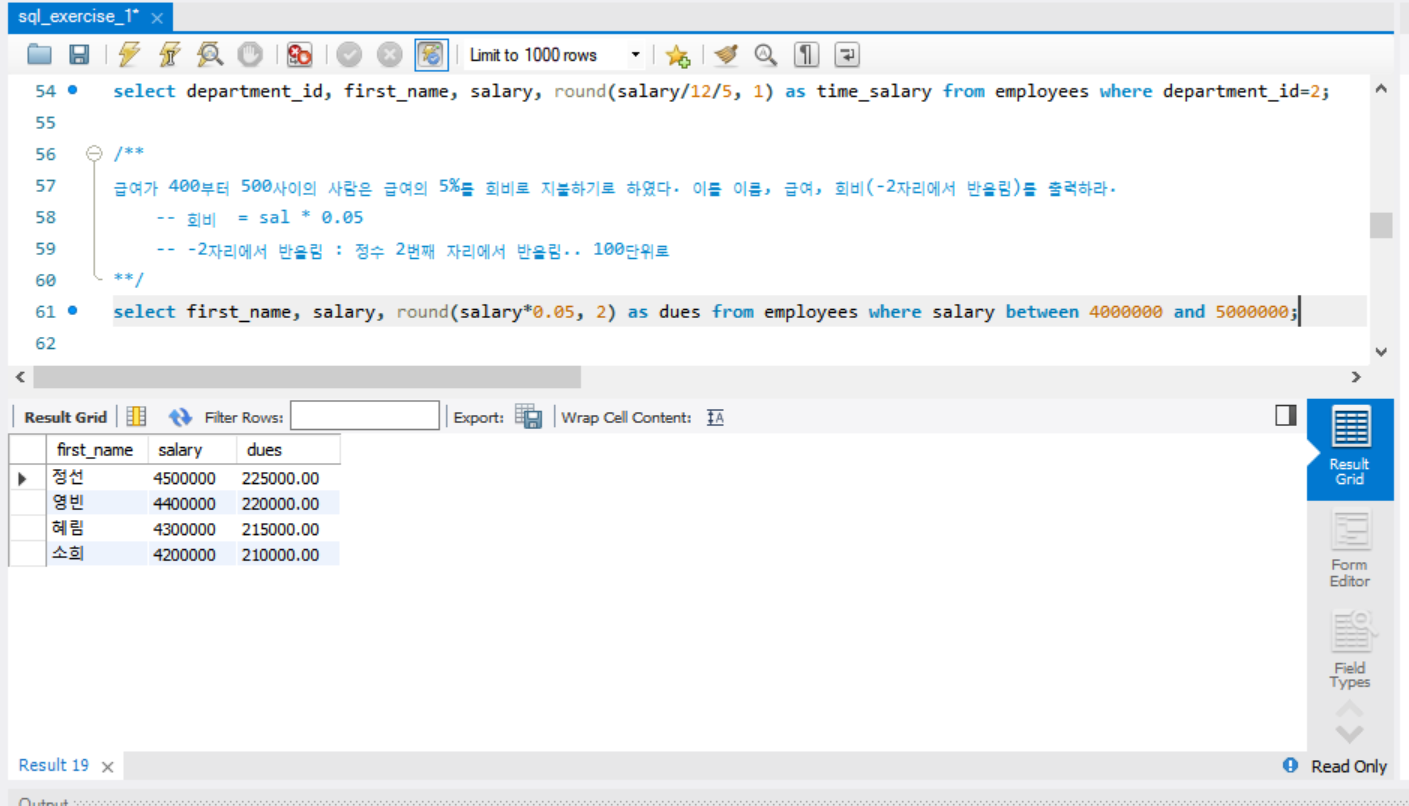 sql_exercise_1*
Limit to 1000 rows
54 select department_id, first_name, salary, round(salary/12/5, 1) as time_salary from employees where department_id=2;
55
56 /**
57 급여가 400부터 500사이의 사람은 급여의 5%를 회비로 지불하기로 하였다. 이를 이름, 급여, 회비(-2자리에서 반올림)를 출력하라.
58 -- 회비 = sal * 0.05
59 -- -2자리에서 반올림 : 정수 2번째 자리에서 반올림.. 100단위로
60 **/
61 select first_name, salary, round(salary*0.05, 2) as dues from employees where salary between 4000000 and 5000000;
62
Result Grid Filter Rows: Export: Wrap Cell Content:
first_name salary dues
정선 4500000 225000.00
영빈 4400000 220000.00
혜림 4300000 215000.00
소희 4200000 210000.00
Result
Grid
Form
Editor
Field
Types
Result 19
Read Only
Output